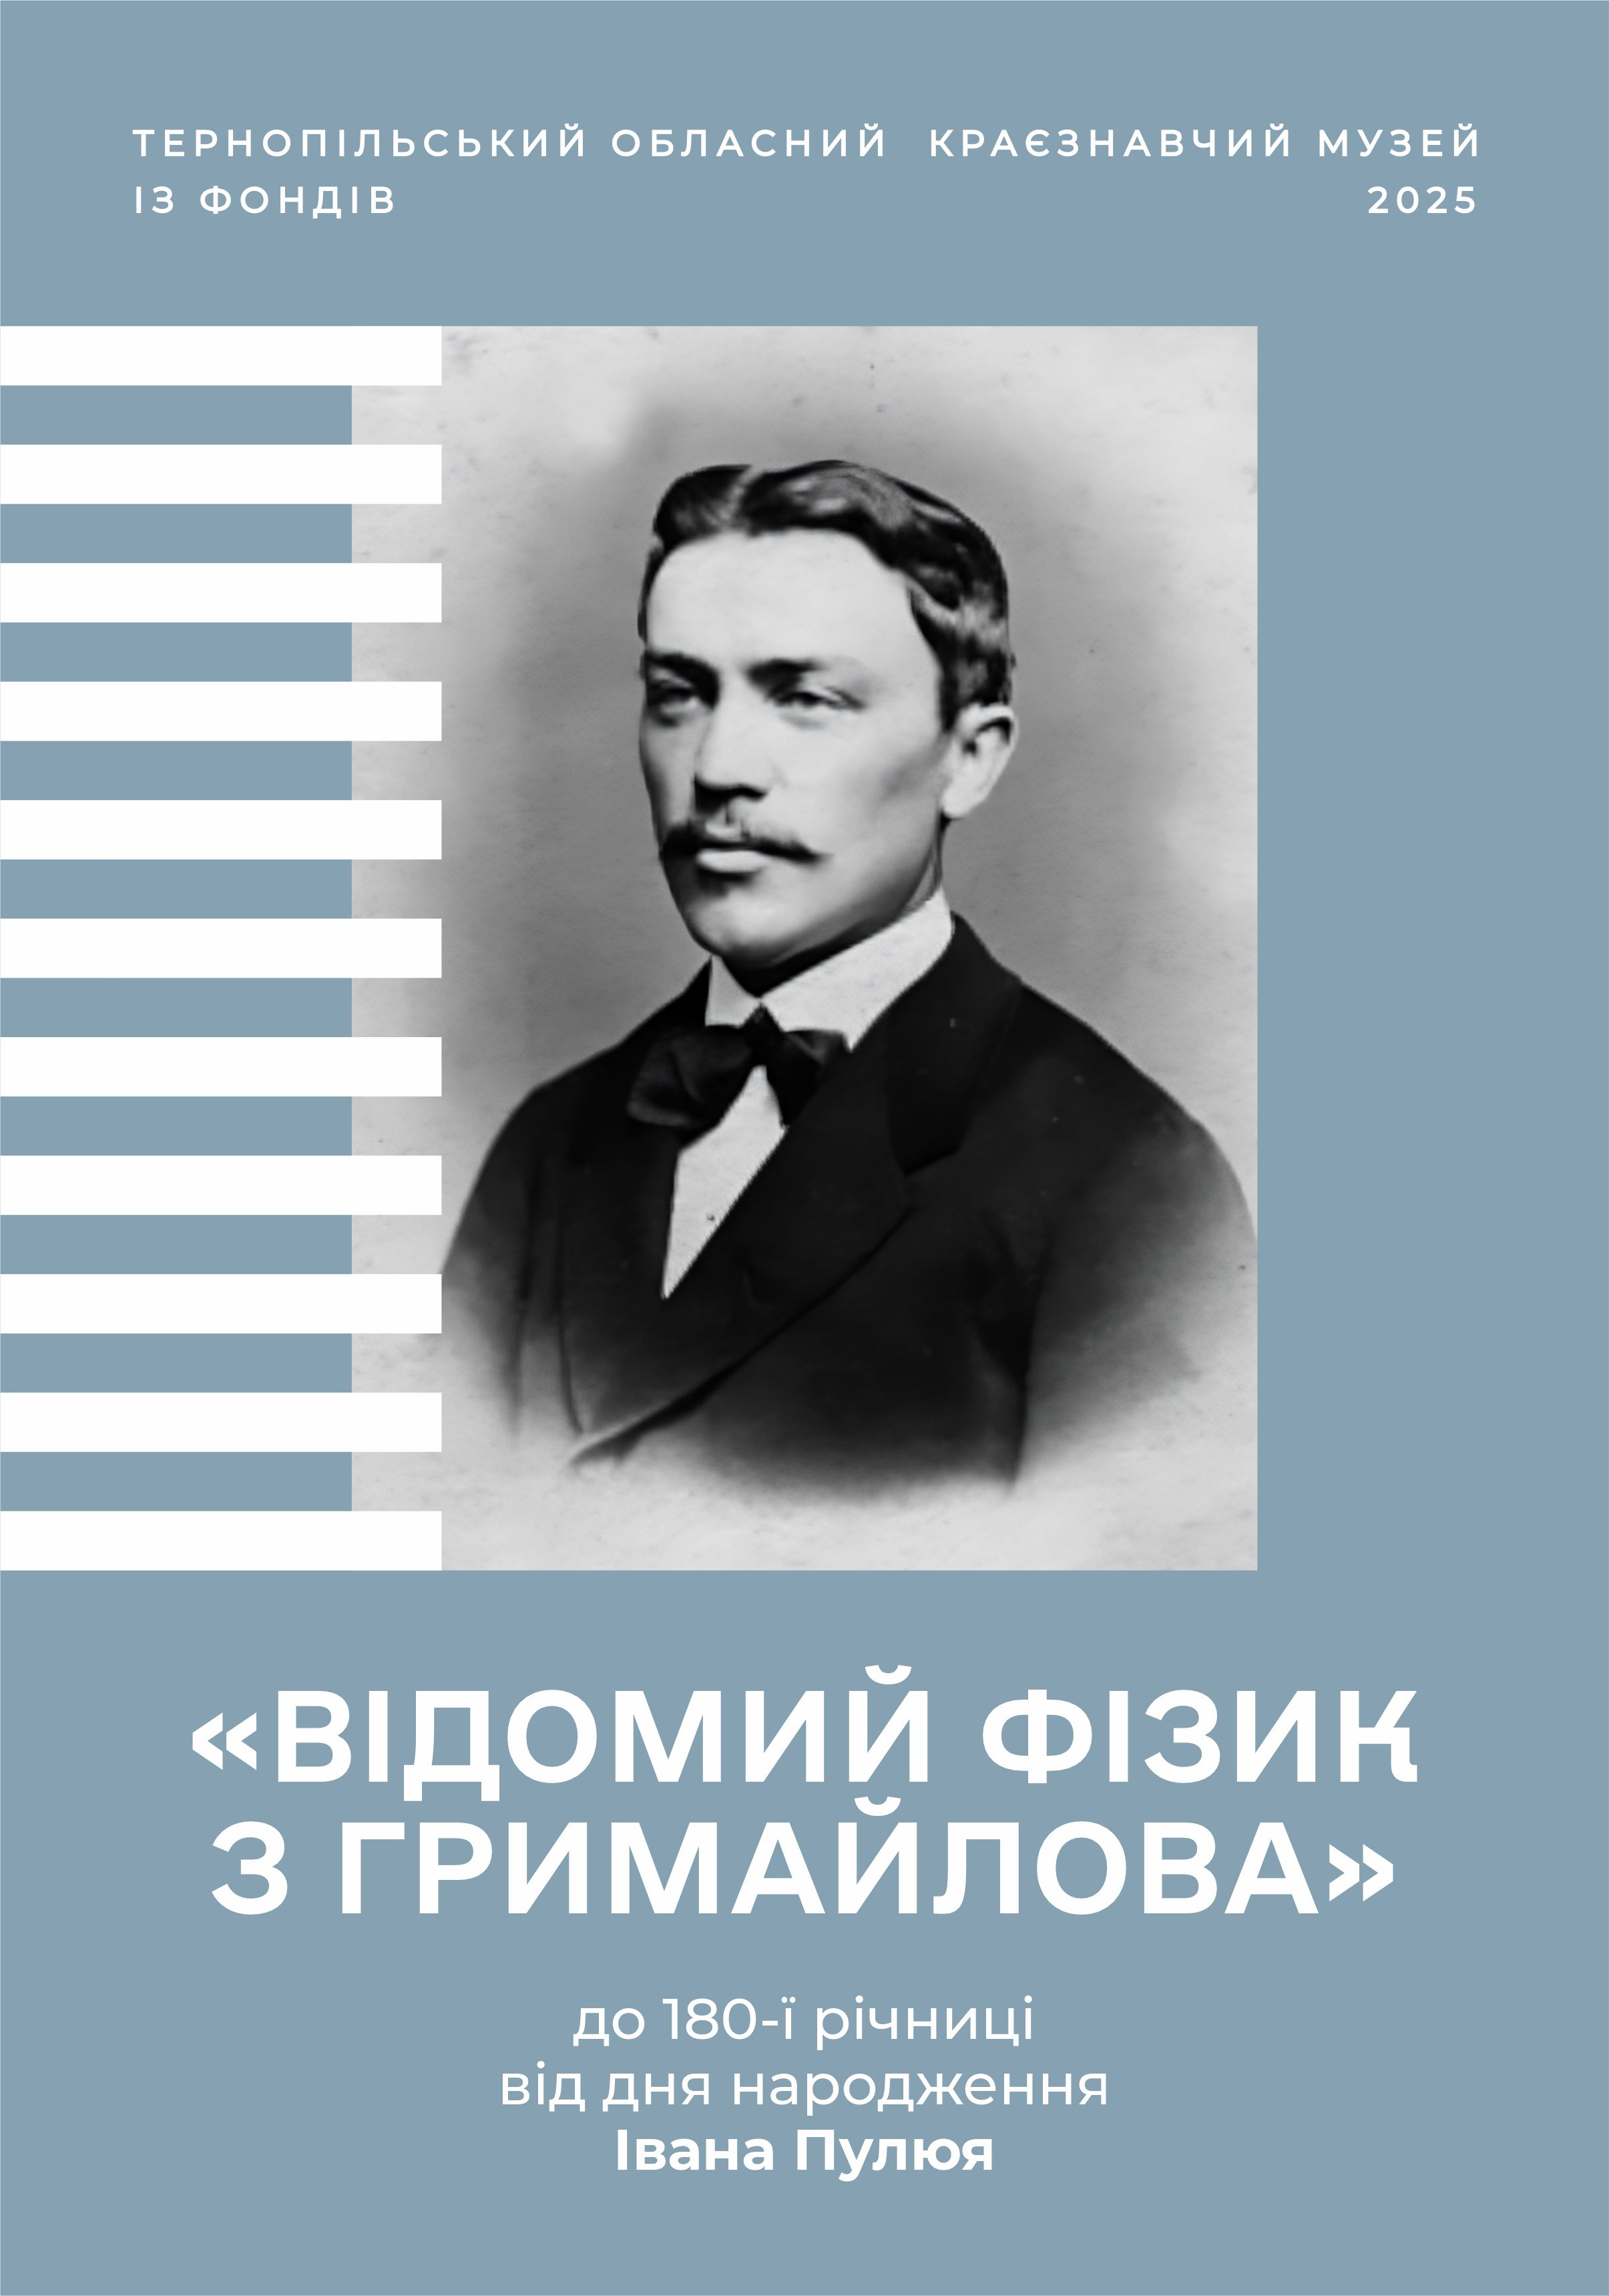 ТЕРНОПІЛЬСЬКИЙ ОБЛАСНИЙ КРАЄЗНАВЧИЙ МУЗЕЙ
ІЗ ФОНДІВ 2025
«ВІДОМИЙ ФІЗИК
З ГРИМАЙЛОВА»
до 180-ї річниці
від дня народження
Івана Пулюя